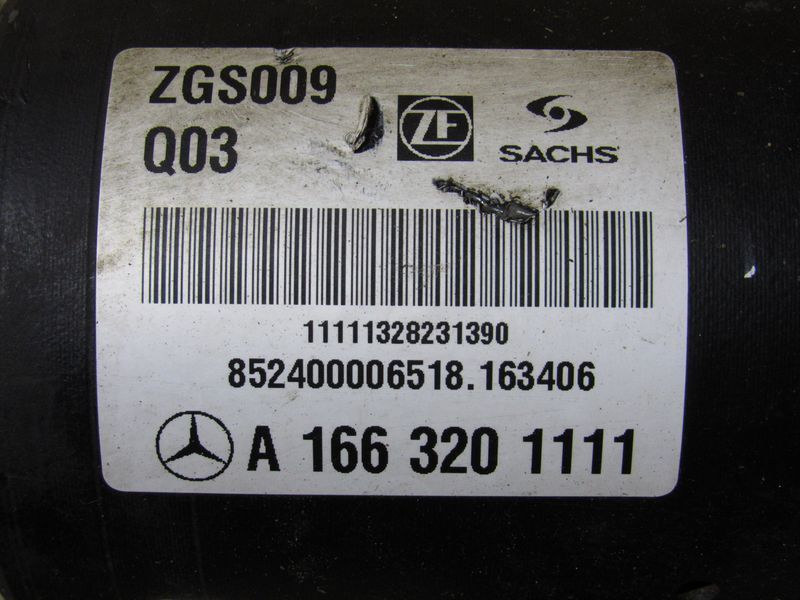 ZGS009
Q03
ZF
SACHS
11111328231390
852400006518.163406
A 166 320 1111